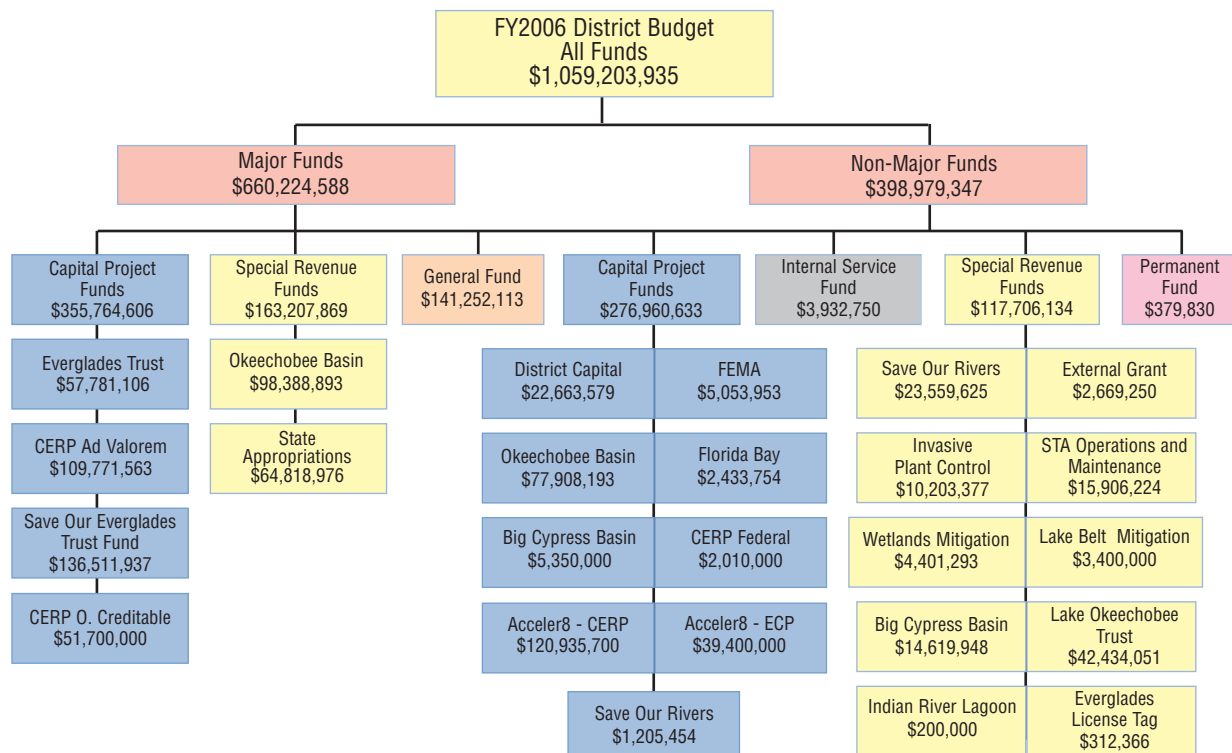 FY2006 District Budget
All Funds
$1,059,203,935
Major Funds
$660,224,588
Non-Major Funds
$398,979,347
Capital Project
Funds
$355,764,606
Special Revenue
Funds
$163,207,869
General Fund
$141,252,113
Capital Project
Funds
$276,960,633
Internal Service
Fund
$3,932,750
Special Revenue
Funds
$117,706,134
Permanent
Fund
$379,830
Everglades Trust
$57,781,106
CERP Ad Valorem
$109,771,563
Save Our Everglades
Trust Fund
$136,511,937
CERP O. Creditable
$51,700,000
Okeechobee Basin
$98,388,893
State
Appropriations
$64,818,976
District Capital
$22,663,579
FEMA
$5,053,953
Okeechobee Basin
$77,908,193
Florida Bay
$2,433,754
Big Cypress Basin
$5,350,000
CERP Federal
$2,010,000
Acceler8 - CERP
$120,935,700
Acceler8 - ECP
$39,400,000
Save Our Rivers
$1,205,454
Save Our Rivers
$23,559,625
External Grant
$2,669,250
Invasive
Plant Control
$10,203,377
STA Operations and
Maintenance
$15,906,224
Wetlands Mitigation
$4,401,293
Lake Belt Mitigation
$3,400,000
Big Cypress Basin
$14,619,948
Lake Okeechobee
Trust
$42,434,051
Indian River Lagoon
$200,000
Everglades
License Tag
$312,366